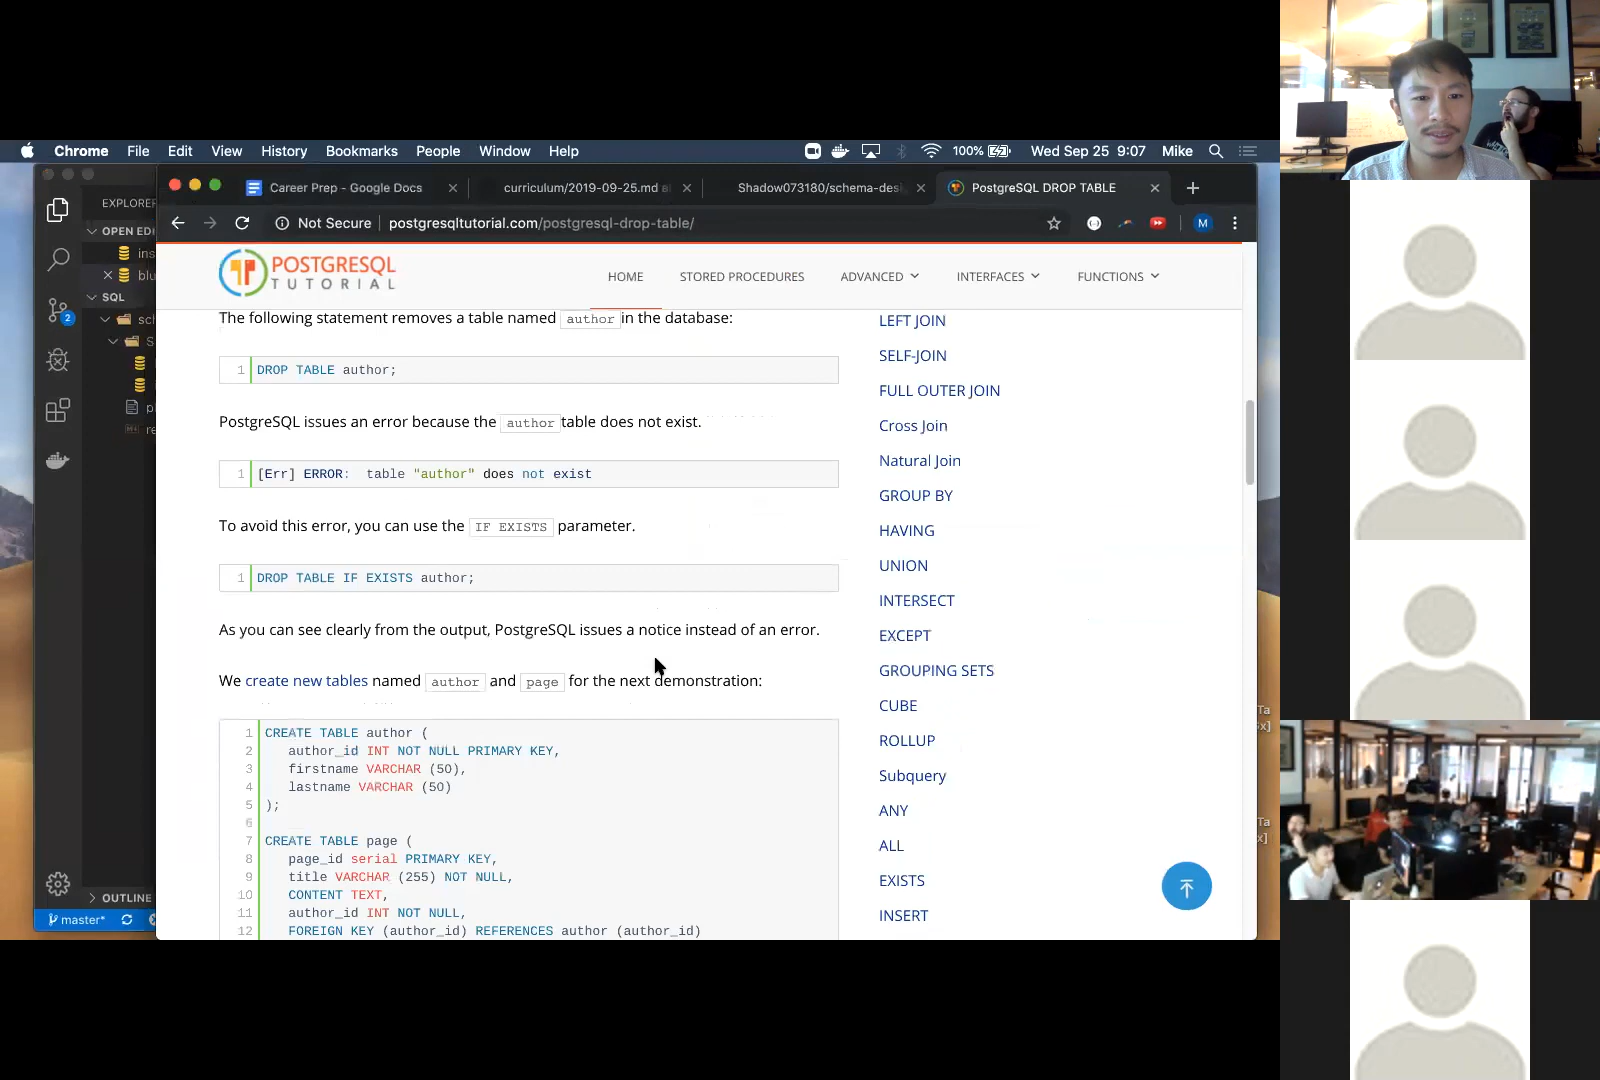 Chrome File Edit View History Bookmarks People Window Help 100% Wed Sep 25 9:07 Mike
EXPLORER
OPEN EDI
ins
blu
SQL
sc
S
pl
re
OUTLINE
master*
2
Career Prep - Google Docs
curriculum/2019-09-25.md a
Shadow073180/schema-des
PostgreSQL DROP TABLE
Not Secure postgresqltutorial.com/postgresql-drop-table/
M
POSTGRESQL
TUTORIAL
HOME STORED PROCEDURES ADVANCED INTERFACES FUNCTIONS
The following statement removes a table named author in the database:
1 DROP TABLE author;
PostgreSQL issues an error because the author table does not exist.
1 [Err] ERROR: table "author" does not exist
To avoid this error, you can use the IF EXISTS parameter.
1 DROP TABLE IF EXISTS author;
As you can see clearly from the output, PostgreSQL issues a notice instead of an error.
We create new tables named author and page for the next demonstration:
1 CREATE TABLE author (
2 author_id INT NOT NULL PRIMARY KEY,
3 firstname VARCHAR (50),
4 lastname VARCHAR (50)
5 );
6
7 CREATE TABLE page (
8 page_id serial PRIMARY KEY,
9 title VARCHAR (255) NOT NULL,
10 CONTENT TEXT,
11 author_id INT NOT NULL,
12 FOREIGN KEY (author_id) REFERENCES author (author_id)
LEFT JOIN
SELF-JOIN
FULL OUTER JOIN
Cross Join
Natural Join
GROUP BY
HAVING
UNION
INTERSECT
EXCEPT
GROUPING SETS
CUBE
ROLLUP
Subquery
ANY
ALL
EXISTS
INSERT